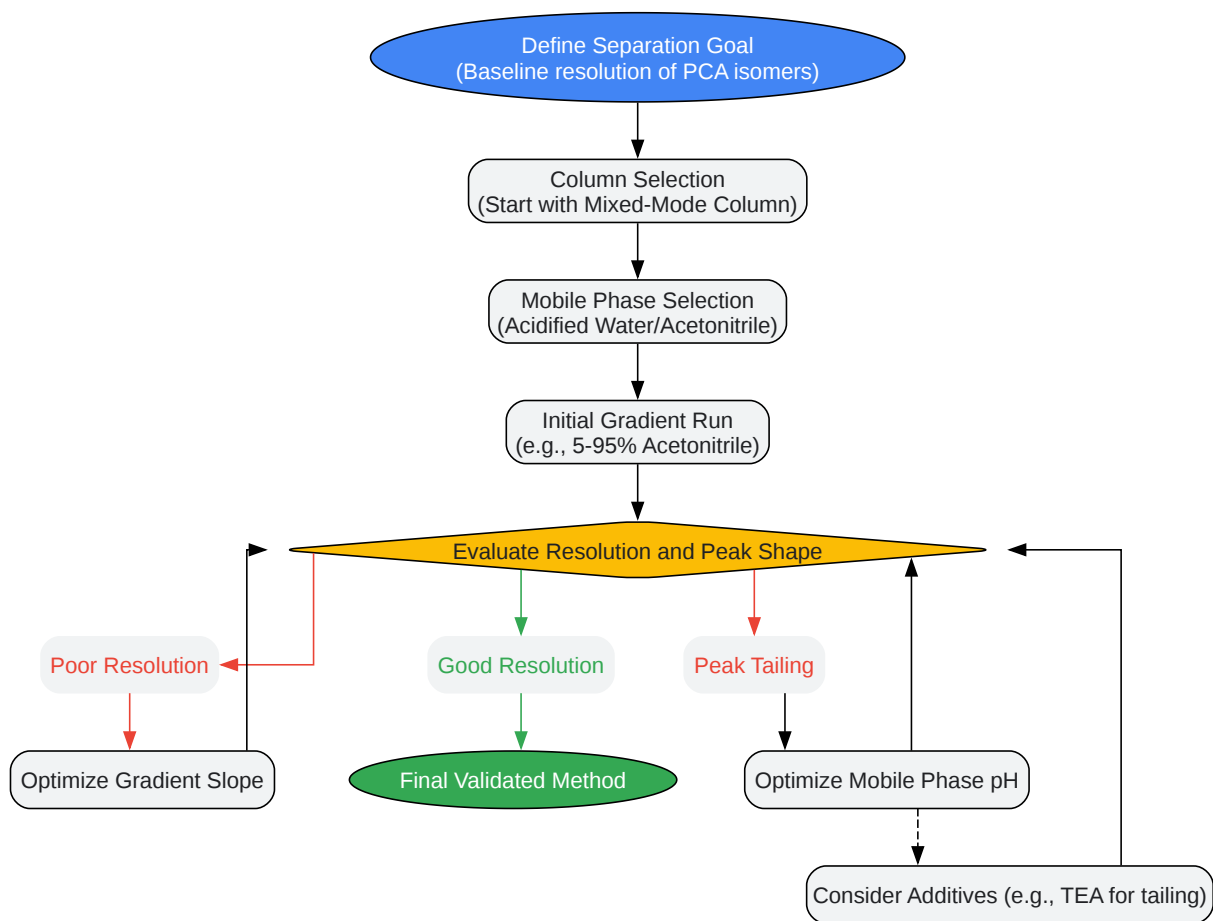 Define Separation Goal
(Baseline resolution of PCA isomers)
Column Selection
(Start with Mixed-Mode Column)
Mobile Phase Selection
(Acidified Water/Acetonitrile)
Initial Gradient Run
(e.g., 5-95% Acetonitrile)
Evaluate Resolution and Peak Shape
Poor Resolution
Good Resolution
Peak Tailing
Optimize Gradient Slope
Final Validated Method
Optimize Mobile Phase pH
Consider Additives (e.g., TEA for tailing)